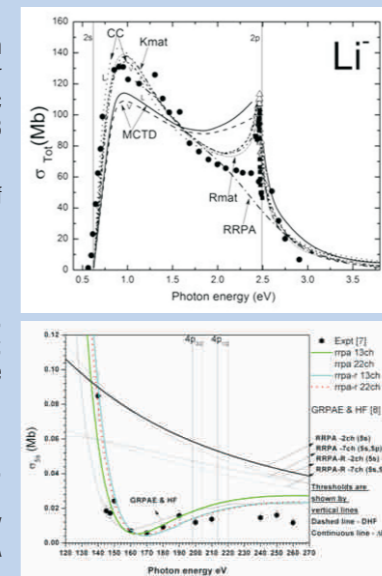 2s
2p
CC
Kmat
Li⁻
MCTD
Rmat
RRPA
σ Tot (Mb)
160
140
120
100
80
60
40
20
0
0.5 1.0 1.5 2.0 2.5 3.0 3.5
Photon energy (eV)
4p3/2 4p1/2
Expt [7]
rrpa 13ch
rrpa 22ch
rrpa-r 13ch
rrpa-r 22ch
GRPAE & HF [8]
RRPA -2ch (5s)
RRPA -7ch (5s,5p)
RRPA-R -2ch (5s)
RRPA-R -7ch (5s,5
Thresholds are
shown by
vertical lines
Dashed line - DHF
Continuous line -
GRPAE & HF
(Mb)
0.12
0.10
0.08
0.06
0.04
0.02
0.00
120 130 140 150 160 170 180 190 200 210 220 230 240 250 260 270
Photon energy eV